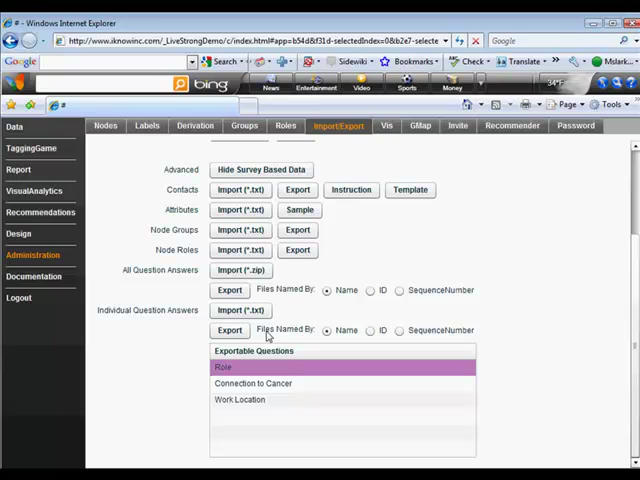 # - Windows Internet Explorer
http://www.iknowinc.com/_LiveStrongDemo/c/index.html#app=b54d&f31d-selectedIndex=0&b2e7-selecte
Google
Google Search Sidewiki Bookmarks Check Translate Mslark
bing News Entertainment Video Sports Money 34°F
# Page Tools
Data Nodes Labels Derivation Groups Roles Import/Export Vis GMap Invite Recommender Password
TaggingGame
Report Advanced Hide Survey Based Data
VisualAnalytics Contacts Import (*.txt) Export Instruction Template
Recommendations Attributes Import (*.txt) Sample
Design Node Groups Import (*.txt) Export
Administration Node Roles Import (*.txt) Export
Documentation All Question Answers Import (*.zip)
Logout Export Files Named By: Name ID SequenceNumber
Individual Question Answers Import (*.txt)
Export Files Named By: Name ID SequenceNumber
Exportable Questions
Role
Connection to Cancer
Work Location